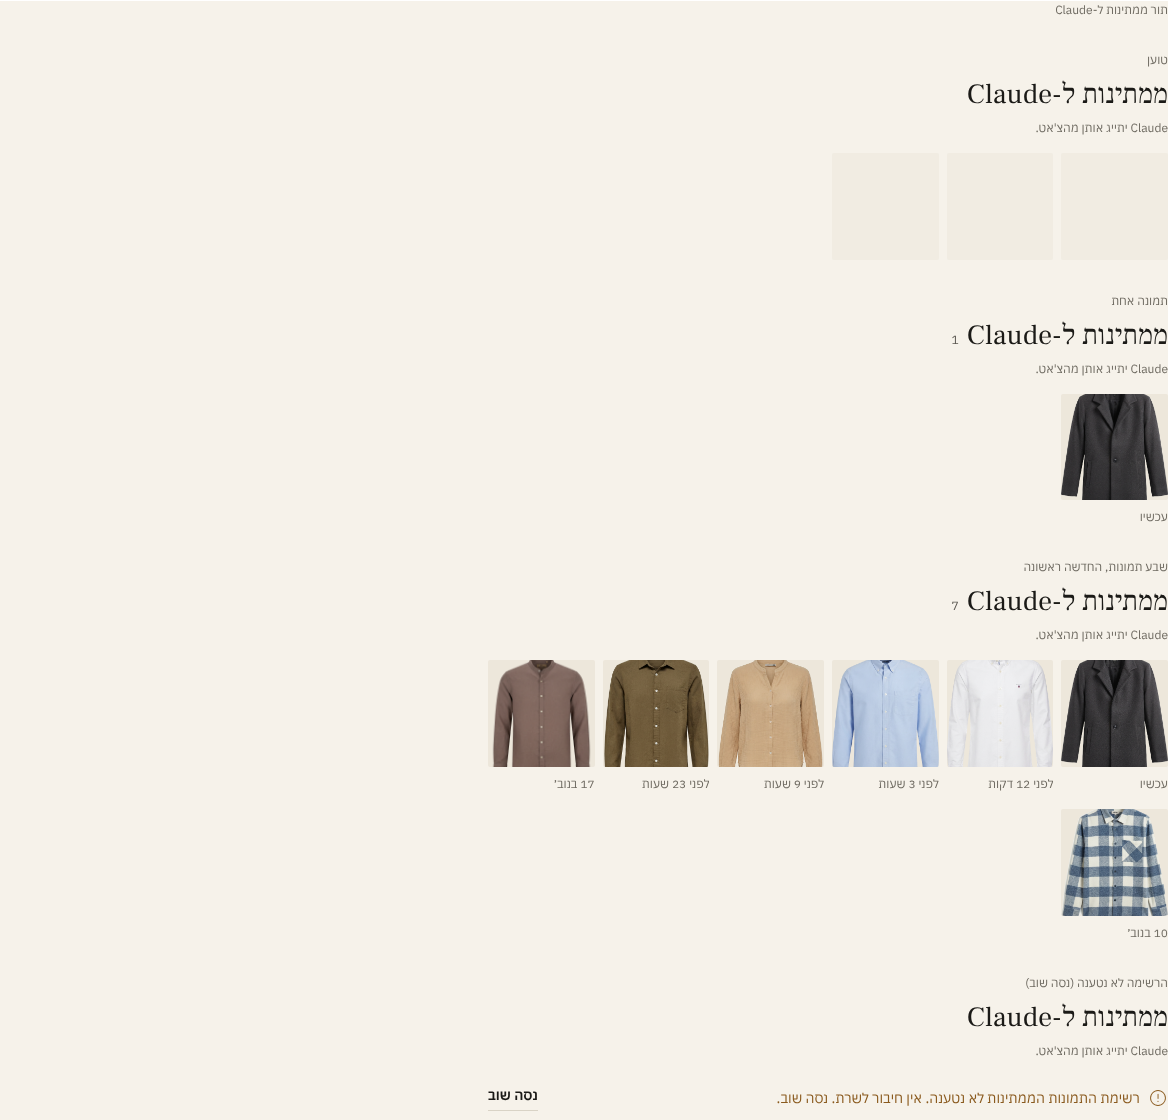 תור ממתינות ל-Claude
טוען
ממתינות ל-Claude
Claude יתייג אותן מהצ'אט.
תמונה אחת
ממתינות ל-Claude 1
Claude יתייג אותן מהצ'אט.
עכשיו
שבע תמונות, החדשה ראשונה
ממתינות ל-Claude 7
Claude יתייג אותן מהצ'אט.
עכשיו לפני 12 דקות לפני 3 שעות לפני 9 שעות לפני 23 שעות 17 בנוב׳
10 בנוב׳
הרשימה לא נטענה (נסה שוב)
ממתינות ל-Claude
Claude יתייג אותן מהצ'אט.
רשימת התמונות הממתינות לא נטענה. אין חיבור לשרת. נסה שוב. נסה שוב